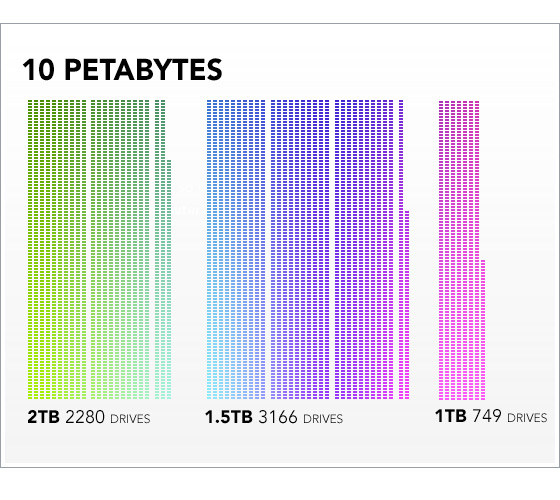 10 PETABYTES
2TB 2280 DRIVES
1.5TB 3166 DRIVES
1TB 749 DRIVES